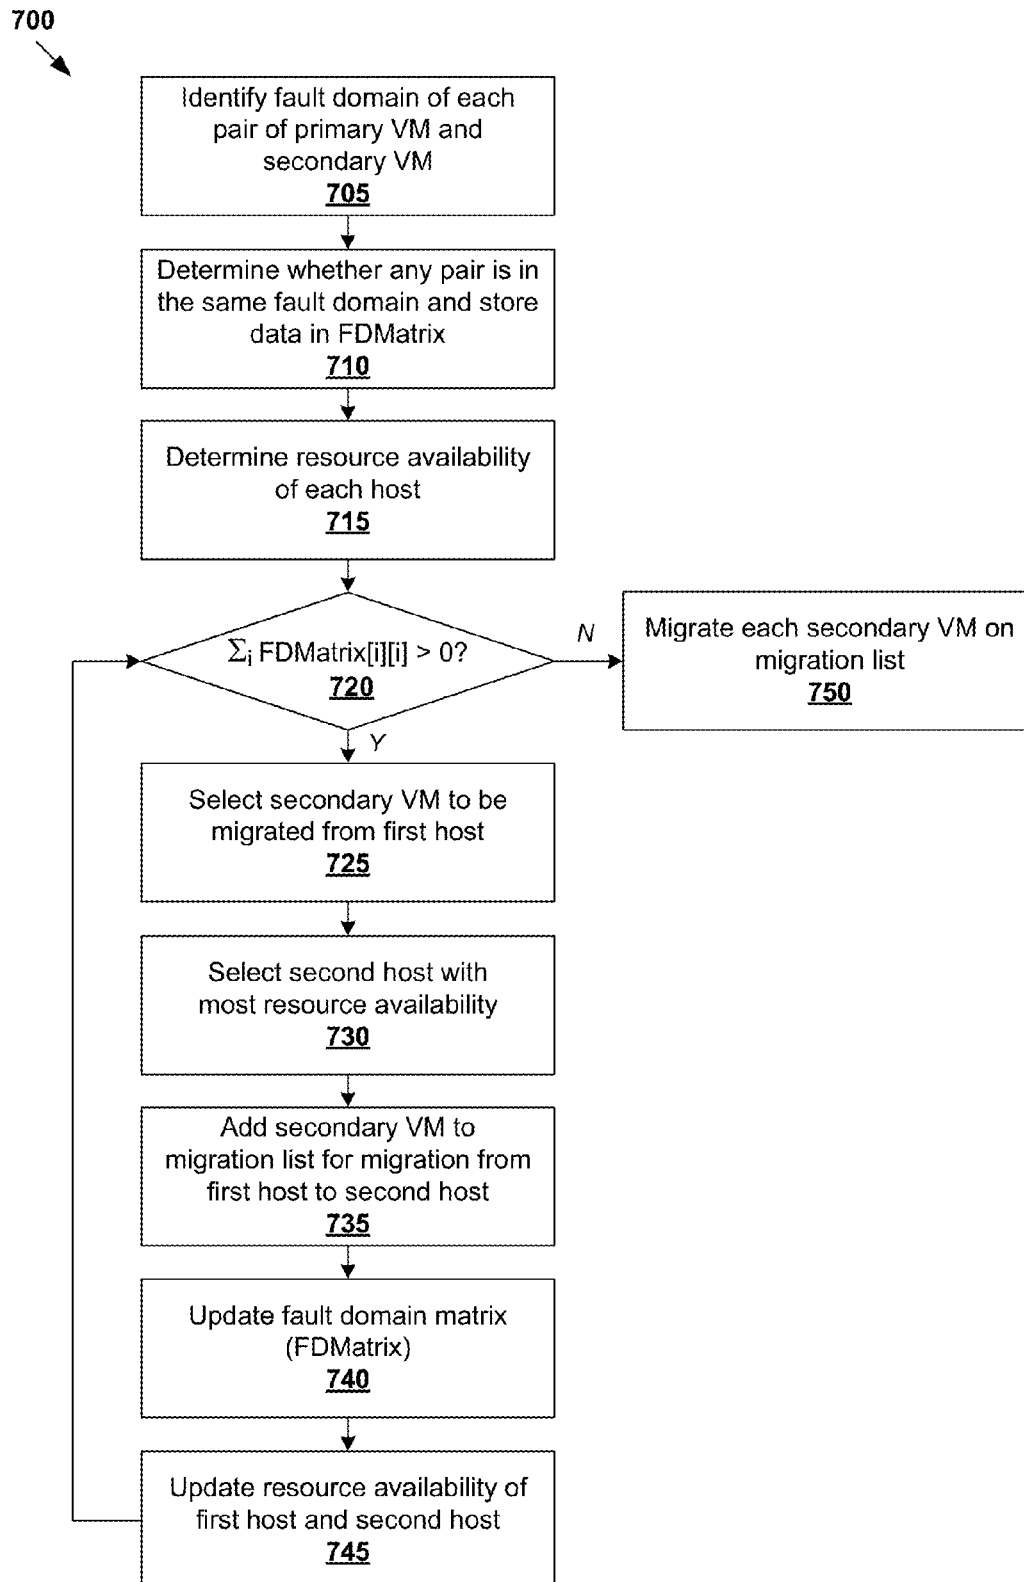 700
Identify fault domain of each
pair of primary VM and
secondary VM
705
Determine whether any pair is in
the same fault domain and store
data in FDMatrix
710
Determine resource availability
of each host
715
Σi FDMatrix[i][i] > 0?
720
N
Migrate each secondary VM on
migration list
750
Y
Select secondary VM to be
migrated from first host
725
Select second host with
most resource availability
730
Add secondary VM to
migration list for migration from
first host to second host
735
Update fault domain matrix
(FDMatrix)
740
Update resource availability of
first host and second host
745